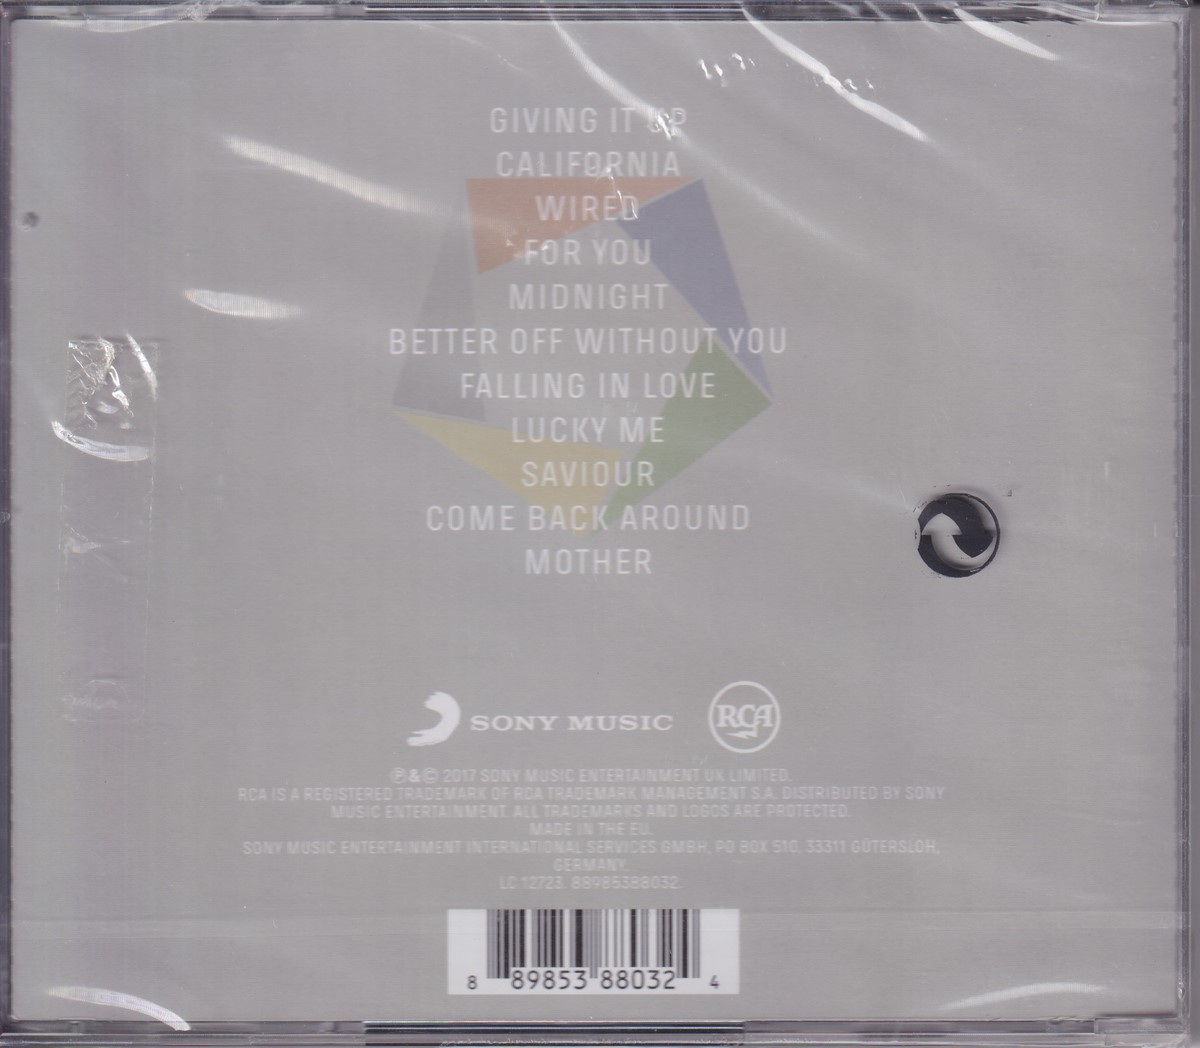 GIVING IT UP
CALIFORNIA
WIRED
FOR YOU
MIDNIGHT
BETTER OFF WITHOUT YOU
FALLING IN LOVE
LUCKY ME
SAVIOUR
COME BACK AROUND
MOTHER
SONY MUSIC RCA
℗&© 2017 SONY MUSIC ENTERTAINMENT UK LIMITED.
RCA IS A REGISTERED TRADEMARK OF RCA TRADEMARK MANAGEMENT S.A. DISTRIBUTED BY SONY
MUSIC ENTERTAINMENT. ALL TRADEMARKS AND LOGOS ARE PROTECTED.
MADE IN THE EU.
SONY MUSIC ENTERTAINMENT INTERNATIONAL SERVICES GMBH, PO BOX 510, 33311 GÜTERSLOH,
GERMANY.
LC 12723. 88985388032.
8 89853 88032 4